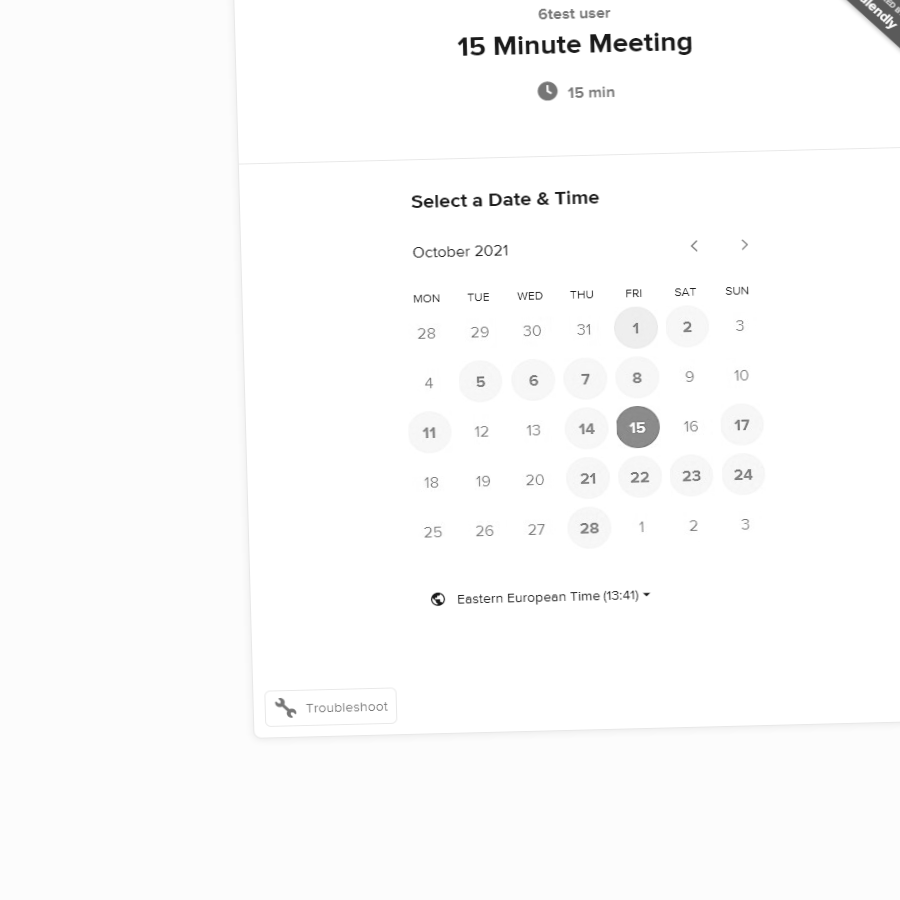 6test user
15 Minute Meeting
15 min
Select a Date & Time
October 2021
MON TUE WED THU FRI SAT SUN
28 29 30 31 1 2 3
4 5 6 7 8 9 10
11 12 13 14 15 16 17
18 19 20 21 22 23 24
25 26 27 28 1 2 3
Eastern European Time (13:41)
Troubleshoot